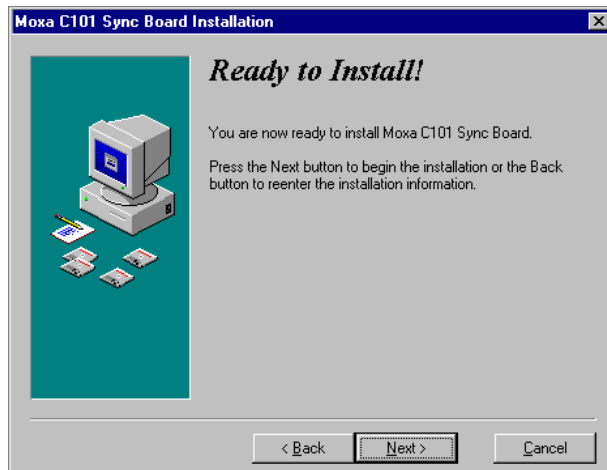 Moxa C101 Sync Board Installation
Ready to Install!
You are now ready to install Moxa C101 Sync Board.
Press the Next button to begin the installation or the Back
button to reenter the installation information.
< Back
Next >
Cancel